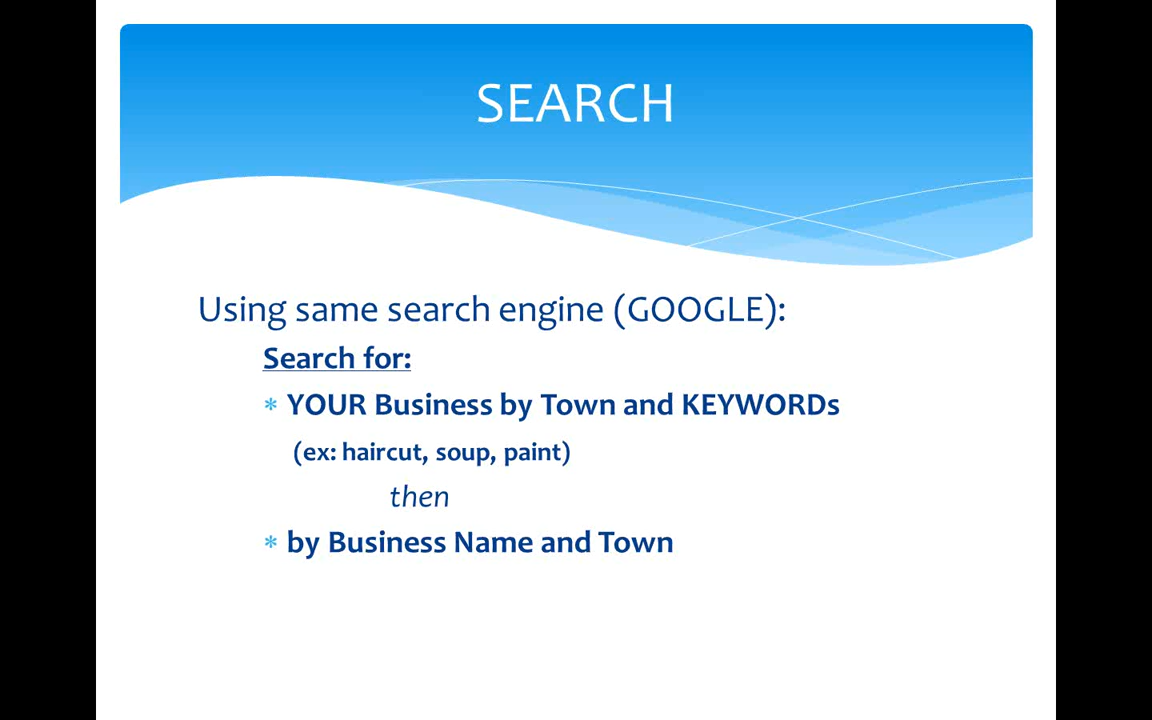 SEARCH
Using same search engine (GOOGLE):
Search for:
* YOUR Business by Town and KEYWORDs
(ex: haircut, soup, paint)
then
* by Business Name and Town